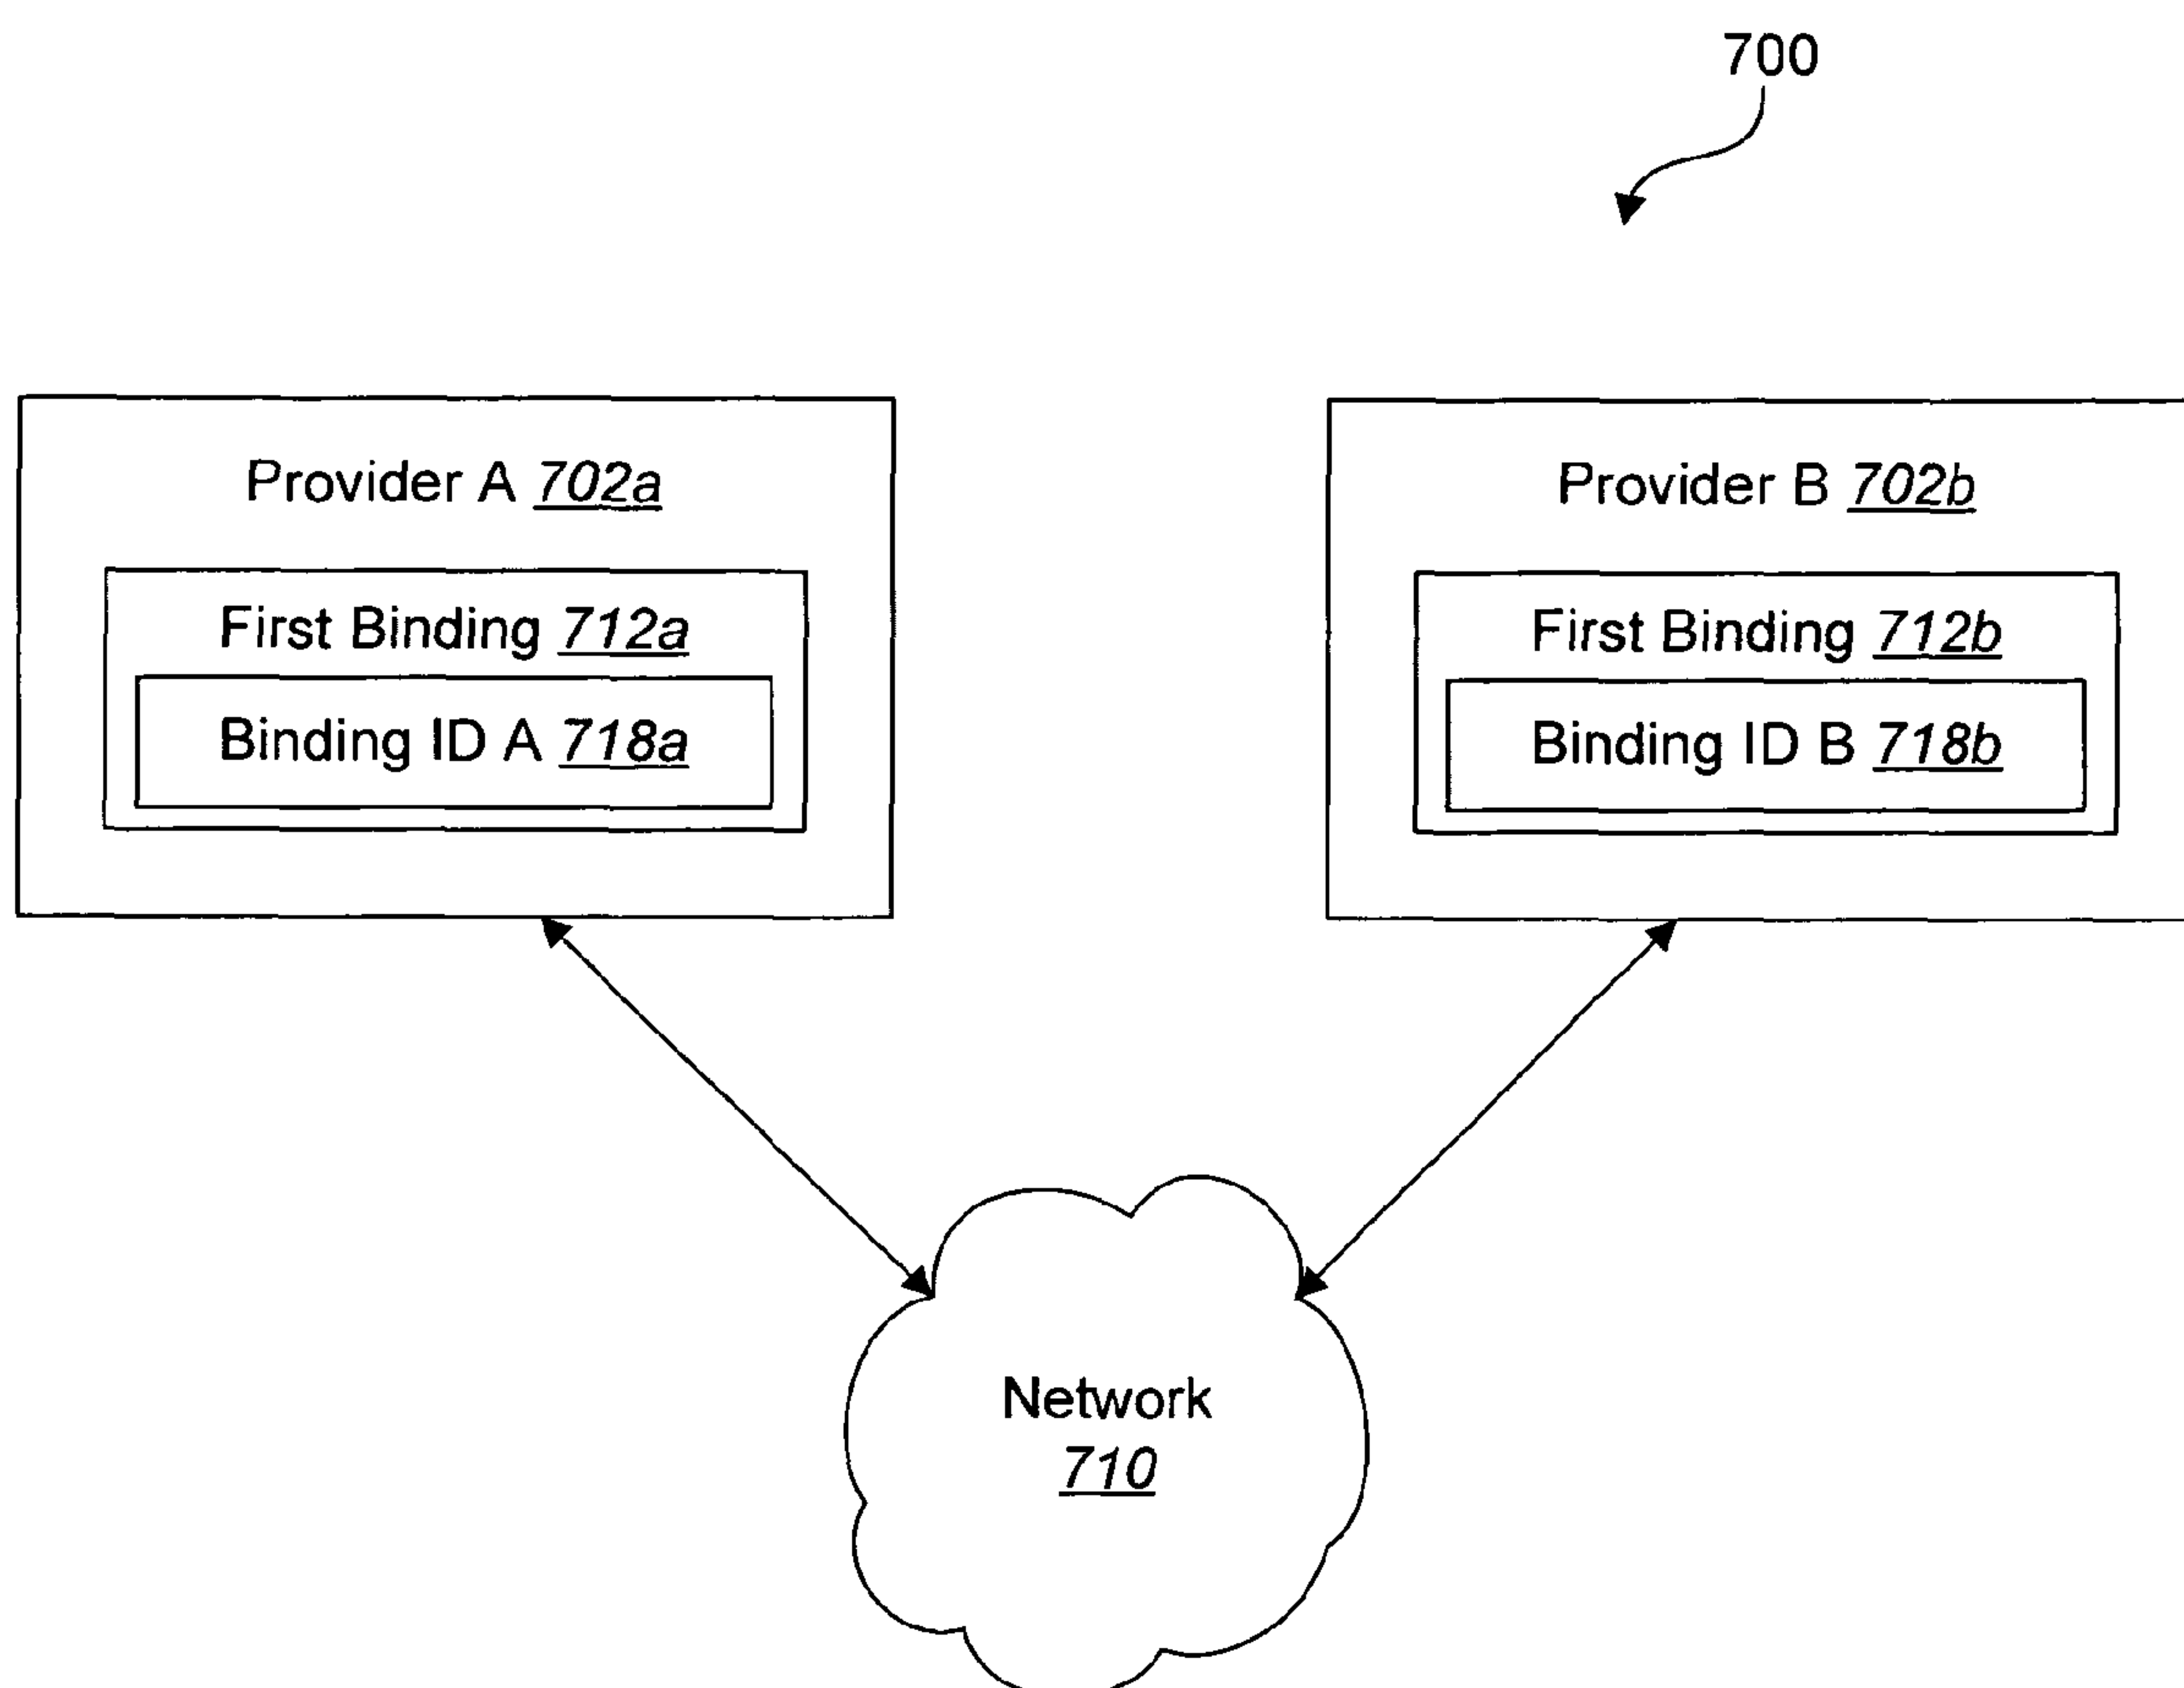 700
Provider A 702a
First Binding 712a
Binding ID A 718a
Provider B 702b
First Binding 712b
Binding ID B 718b
Network
710